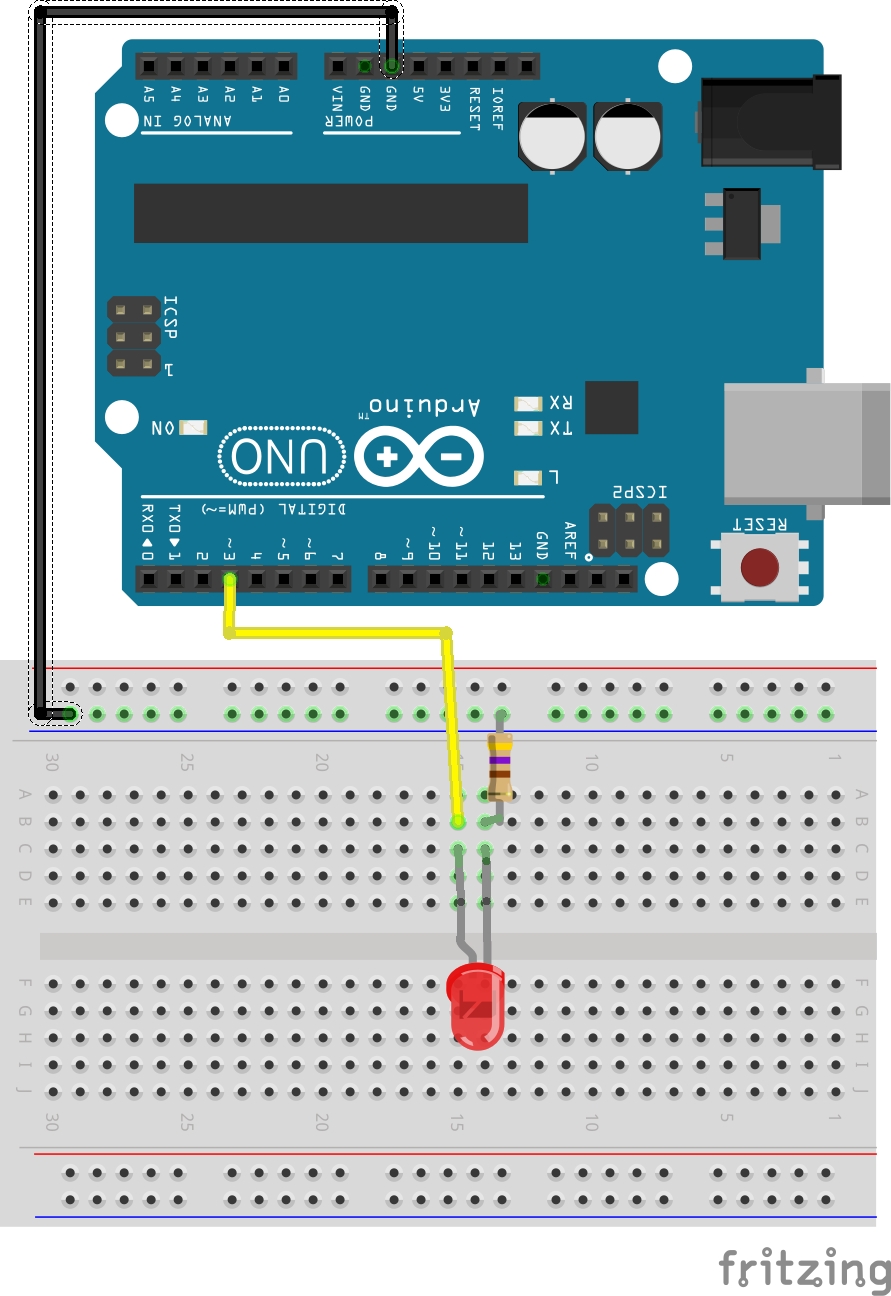 A5 A4 A3 A2 A1 A0
VIN GND GND 5V 3V3 RESET IOREF
ANALOG IN
POWER
ICSP
1
ON
UNO
Arduino
TM
RX
TX
L
ICSP2
RESET
DIGITAL (PWM=~)
RX0 ◀ 0
TX0 ▶ 1
2 ~3 4 ~5 ~6 7
8 ~9 ~10 ~11 12 13 GND AREF
30 25 20 15 10 5 1
A A
B B
C C
D D
E E
F F
G G
H H
I I
J J
30 25 20 15 10 5 1
fritzing